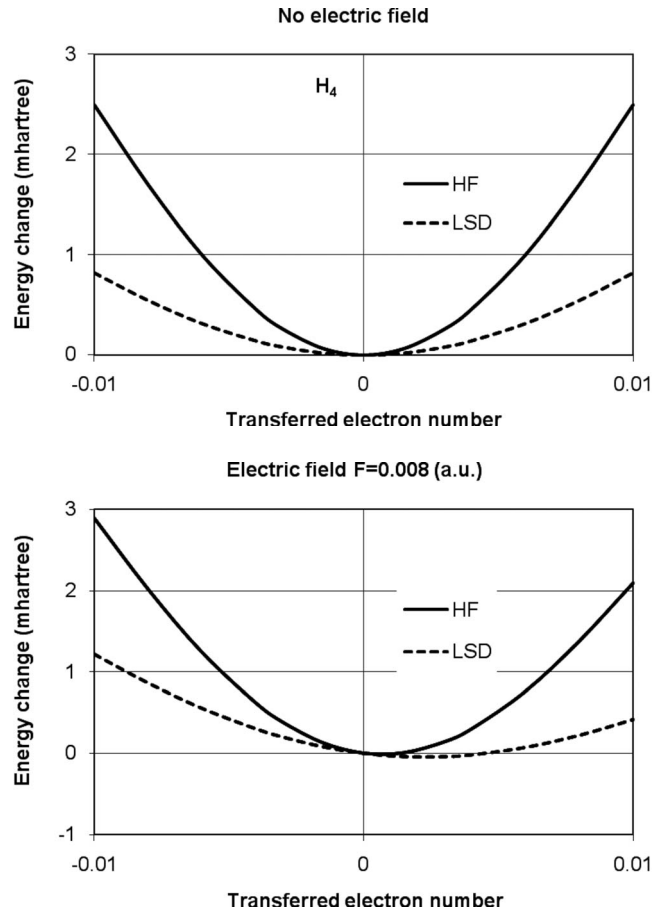 No electric field
3
H₄
2
HF
LSD
1
0
-0.01 0 0.01
Energy change (mhartree)
Transferred electron number
Electric field F=0.008 (a.u.)
3
2
HF
LSD
1
0
-1
-0.01 0 0.01
Energy change (mhartree)
Transferred electron number